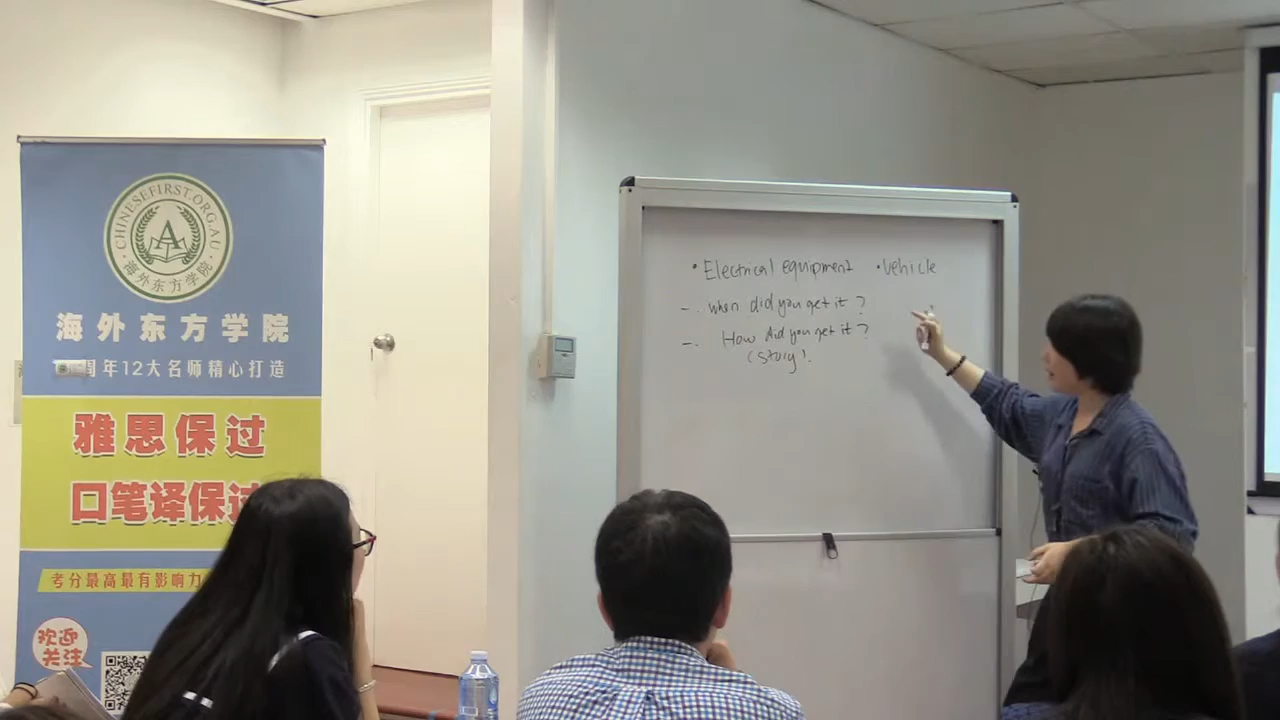 CHINESEFIRST.ORG.AU
A
海外东方学院
海外东方学院
周年12大名师精心打造
雅思保过
口笔译保过
考分最高最有影响力
欢迎
关注
• Electrical equipment • Vehicle
-. When did you get it ?
-. How did you get it ?
(story).